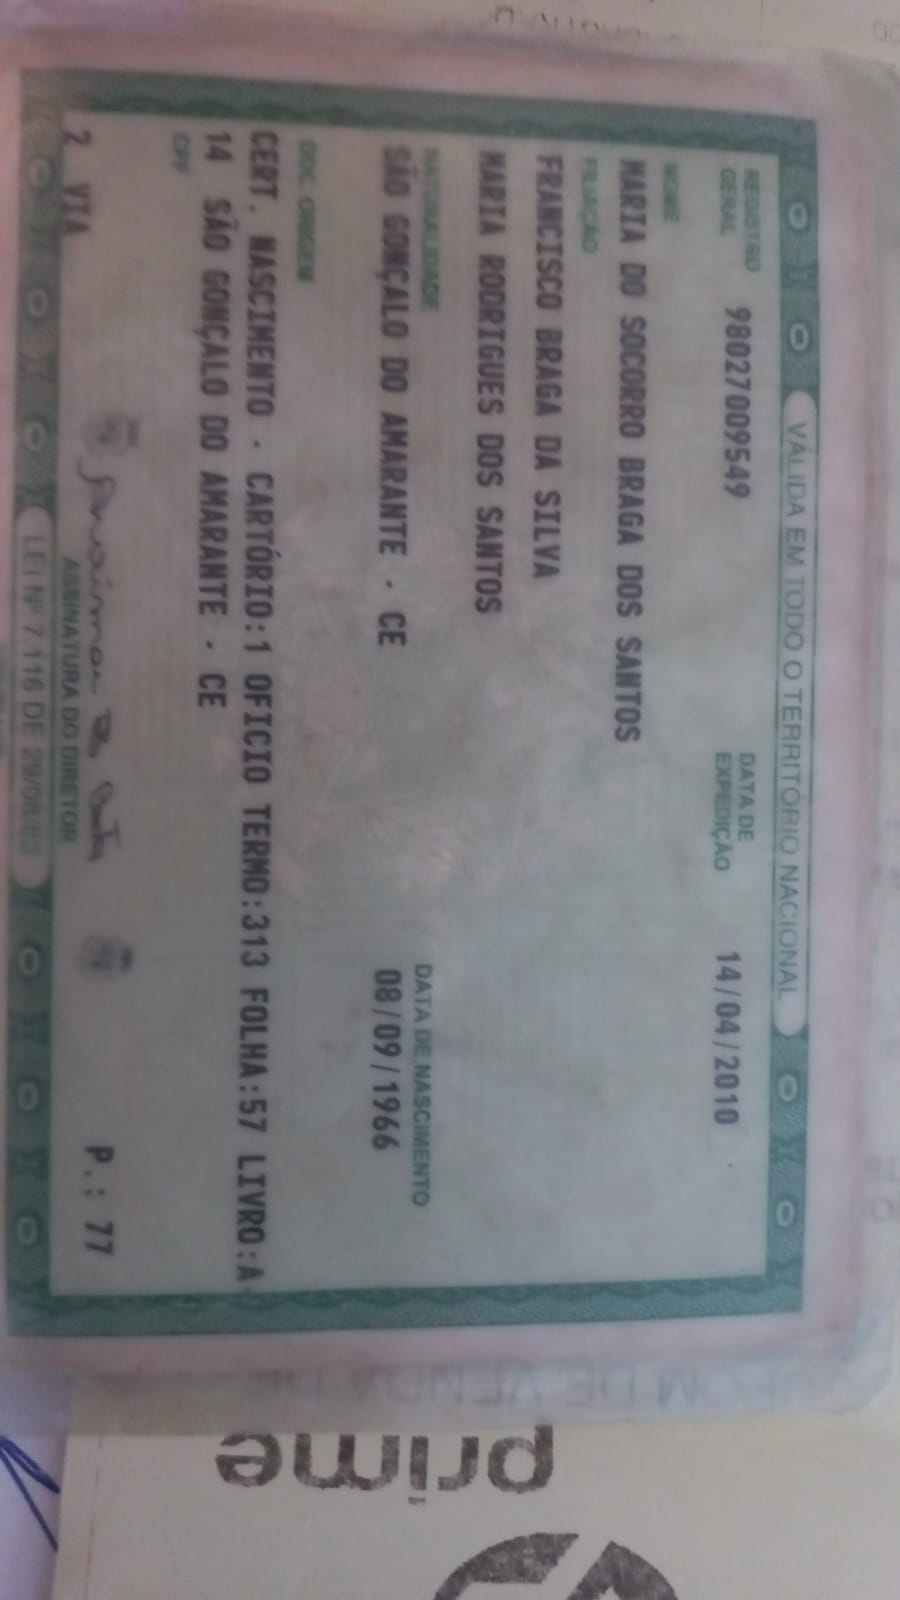 VÁLIDA EM TODO O TERRITÓRIO NACIONAL
REGISTRO GERAL 98027009549 DATA DE EXPEDIÇÃO 14/04/2010
NOME
MARIA DO SOCORRO BRAGA DOS SANTOS
FILIAÇÃO
FRANCISCO BRAGA DA SILVA
MARIA RODRIGUES DOS SANTOS
NATURALIDADE DATA DE NASCIMENTO
SÃO GONÇALO DO AMARANTE - CE 08/09/1966
DOC. ORIGEM
CERT. NASCIMENTO - CARTÓRIO:1 OFICIO TERMO:313 FOLHA:57 LIVRO:A-
14 SÃO GONÇALO DO AMARANTE - CE
CPF
2 VIA P.: 77
ASSINATURA DO DIRETOR
LEI Nº 7.116 DE 29/08/83
DE VENDA DE
prime